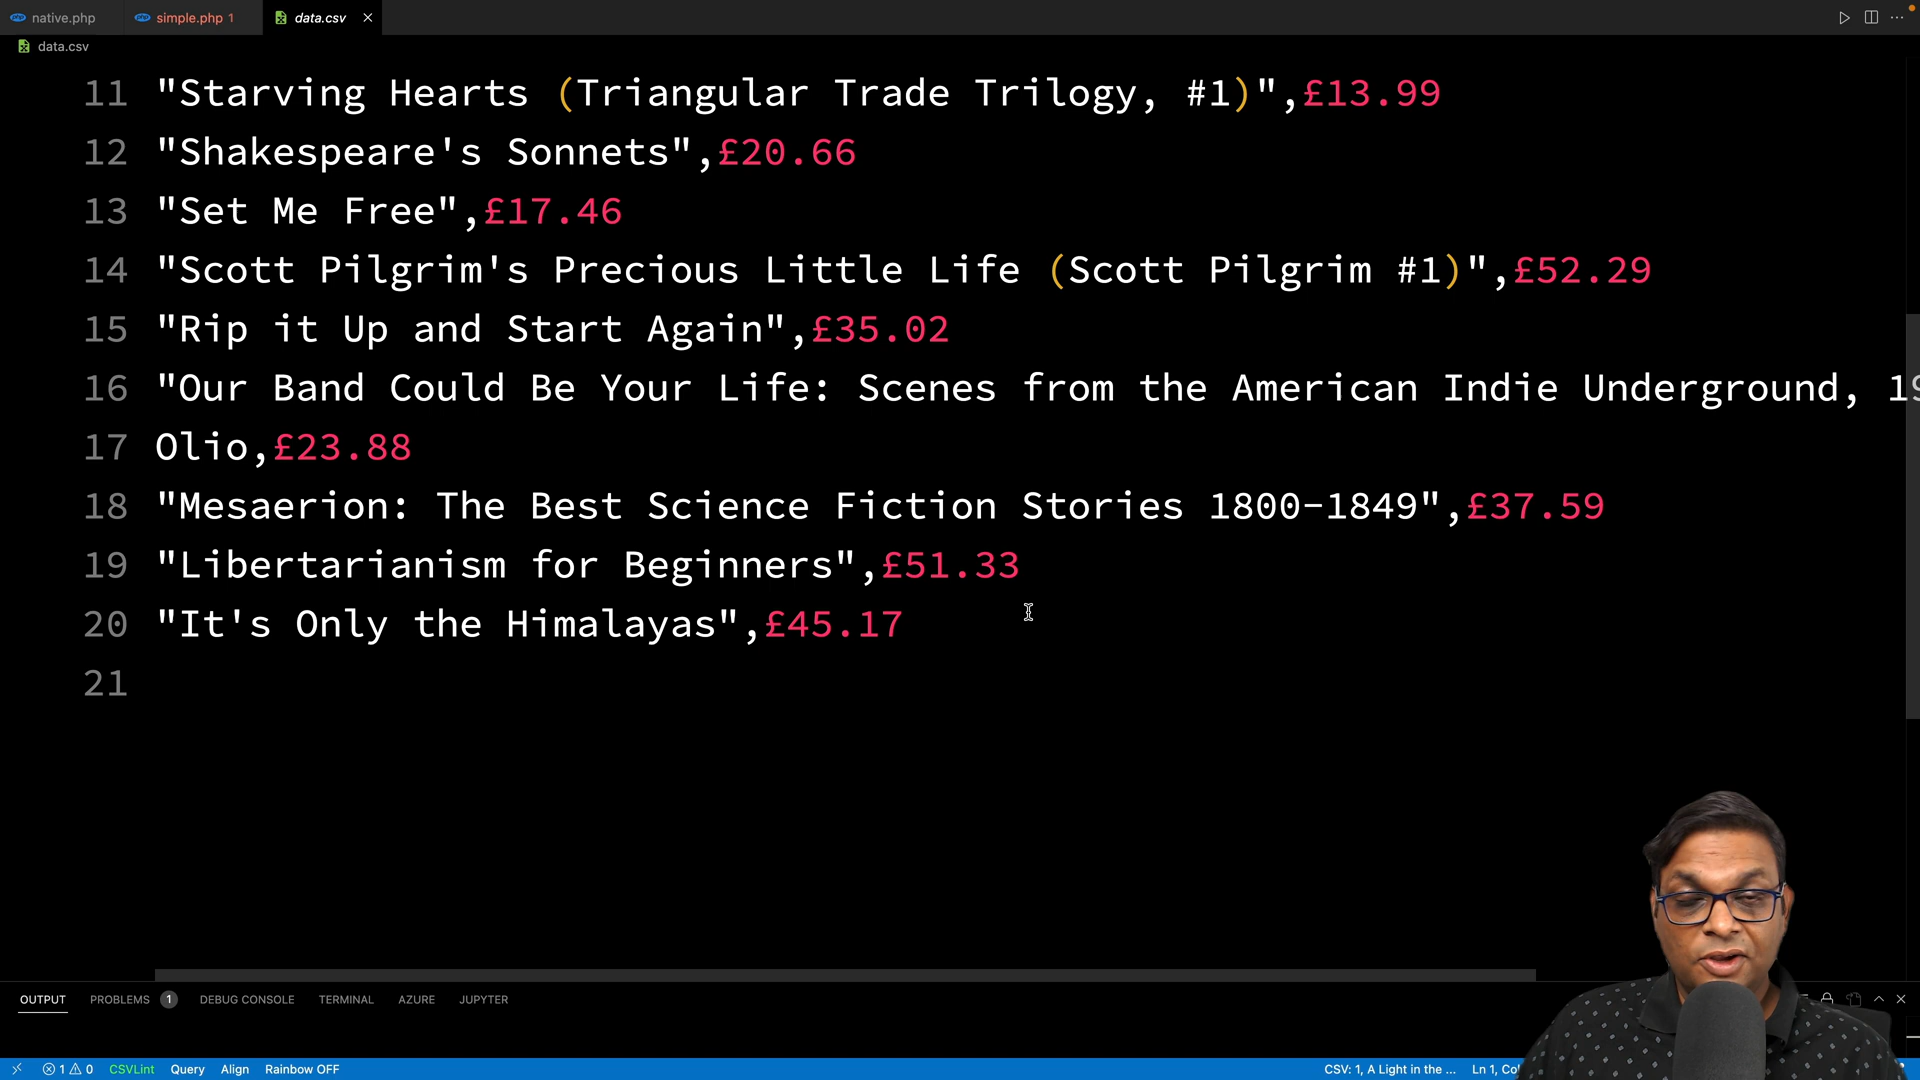 native.php simple.php 1 data.csv
data.csv
11 "Starving Hearts (Triangular Trade Trilogy, #1)",£13.99
12 "Shakespeare's Sonnets",£20.66
13 "Set Me Free",£17.46
14 "Scott Pilgrim's Precious Little Life (Scott Pilgrim #1)",£52.29
15 "Rip it Up and Start Again",£35.02
16 "Our Band Could Be Your Life: Scenes from the American Indie Underground,
17 Olio,£23.88
18 "Mesaerion: The Best Science Fiction Stories 1800-1849",£37.59
19 "Libertarianism for Beginners",£51.33
20 "It's Only the Himalayas",£45.17
21
OUTPUT PROBLEMS 1 DEBUG CONSOLE TERMINAL AZURE JUPYTER
1 0 CSVLint Query Align Rainbow OFF CSV: 1, A Light in the ... Ln 1,